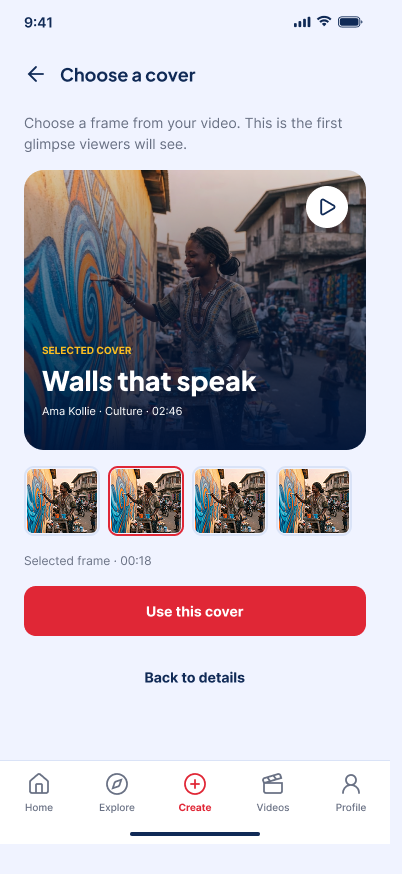 9:41
Choose a cover
Choose a frame from your video. This is the first
glimpse viewers will see.
SELECTED COVER
Walls that speak
Ama Kollie · Culture · 02:46
Selected frame · 00:18
Use this cover
Back to details
Home
Explore
Create
Videos
Profile